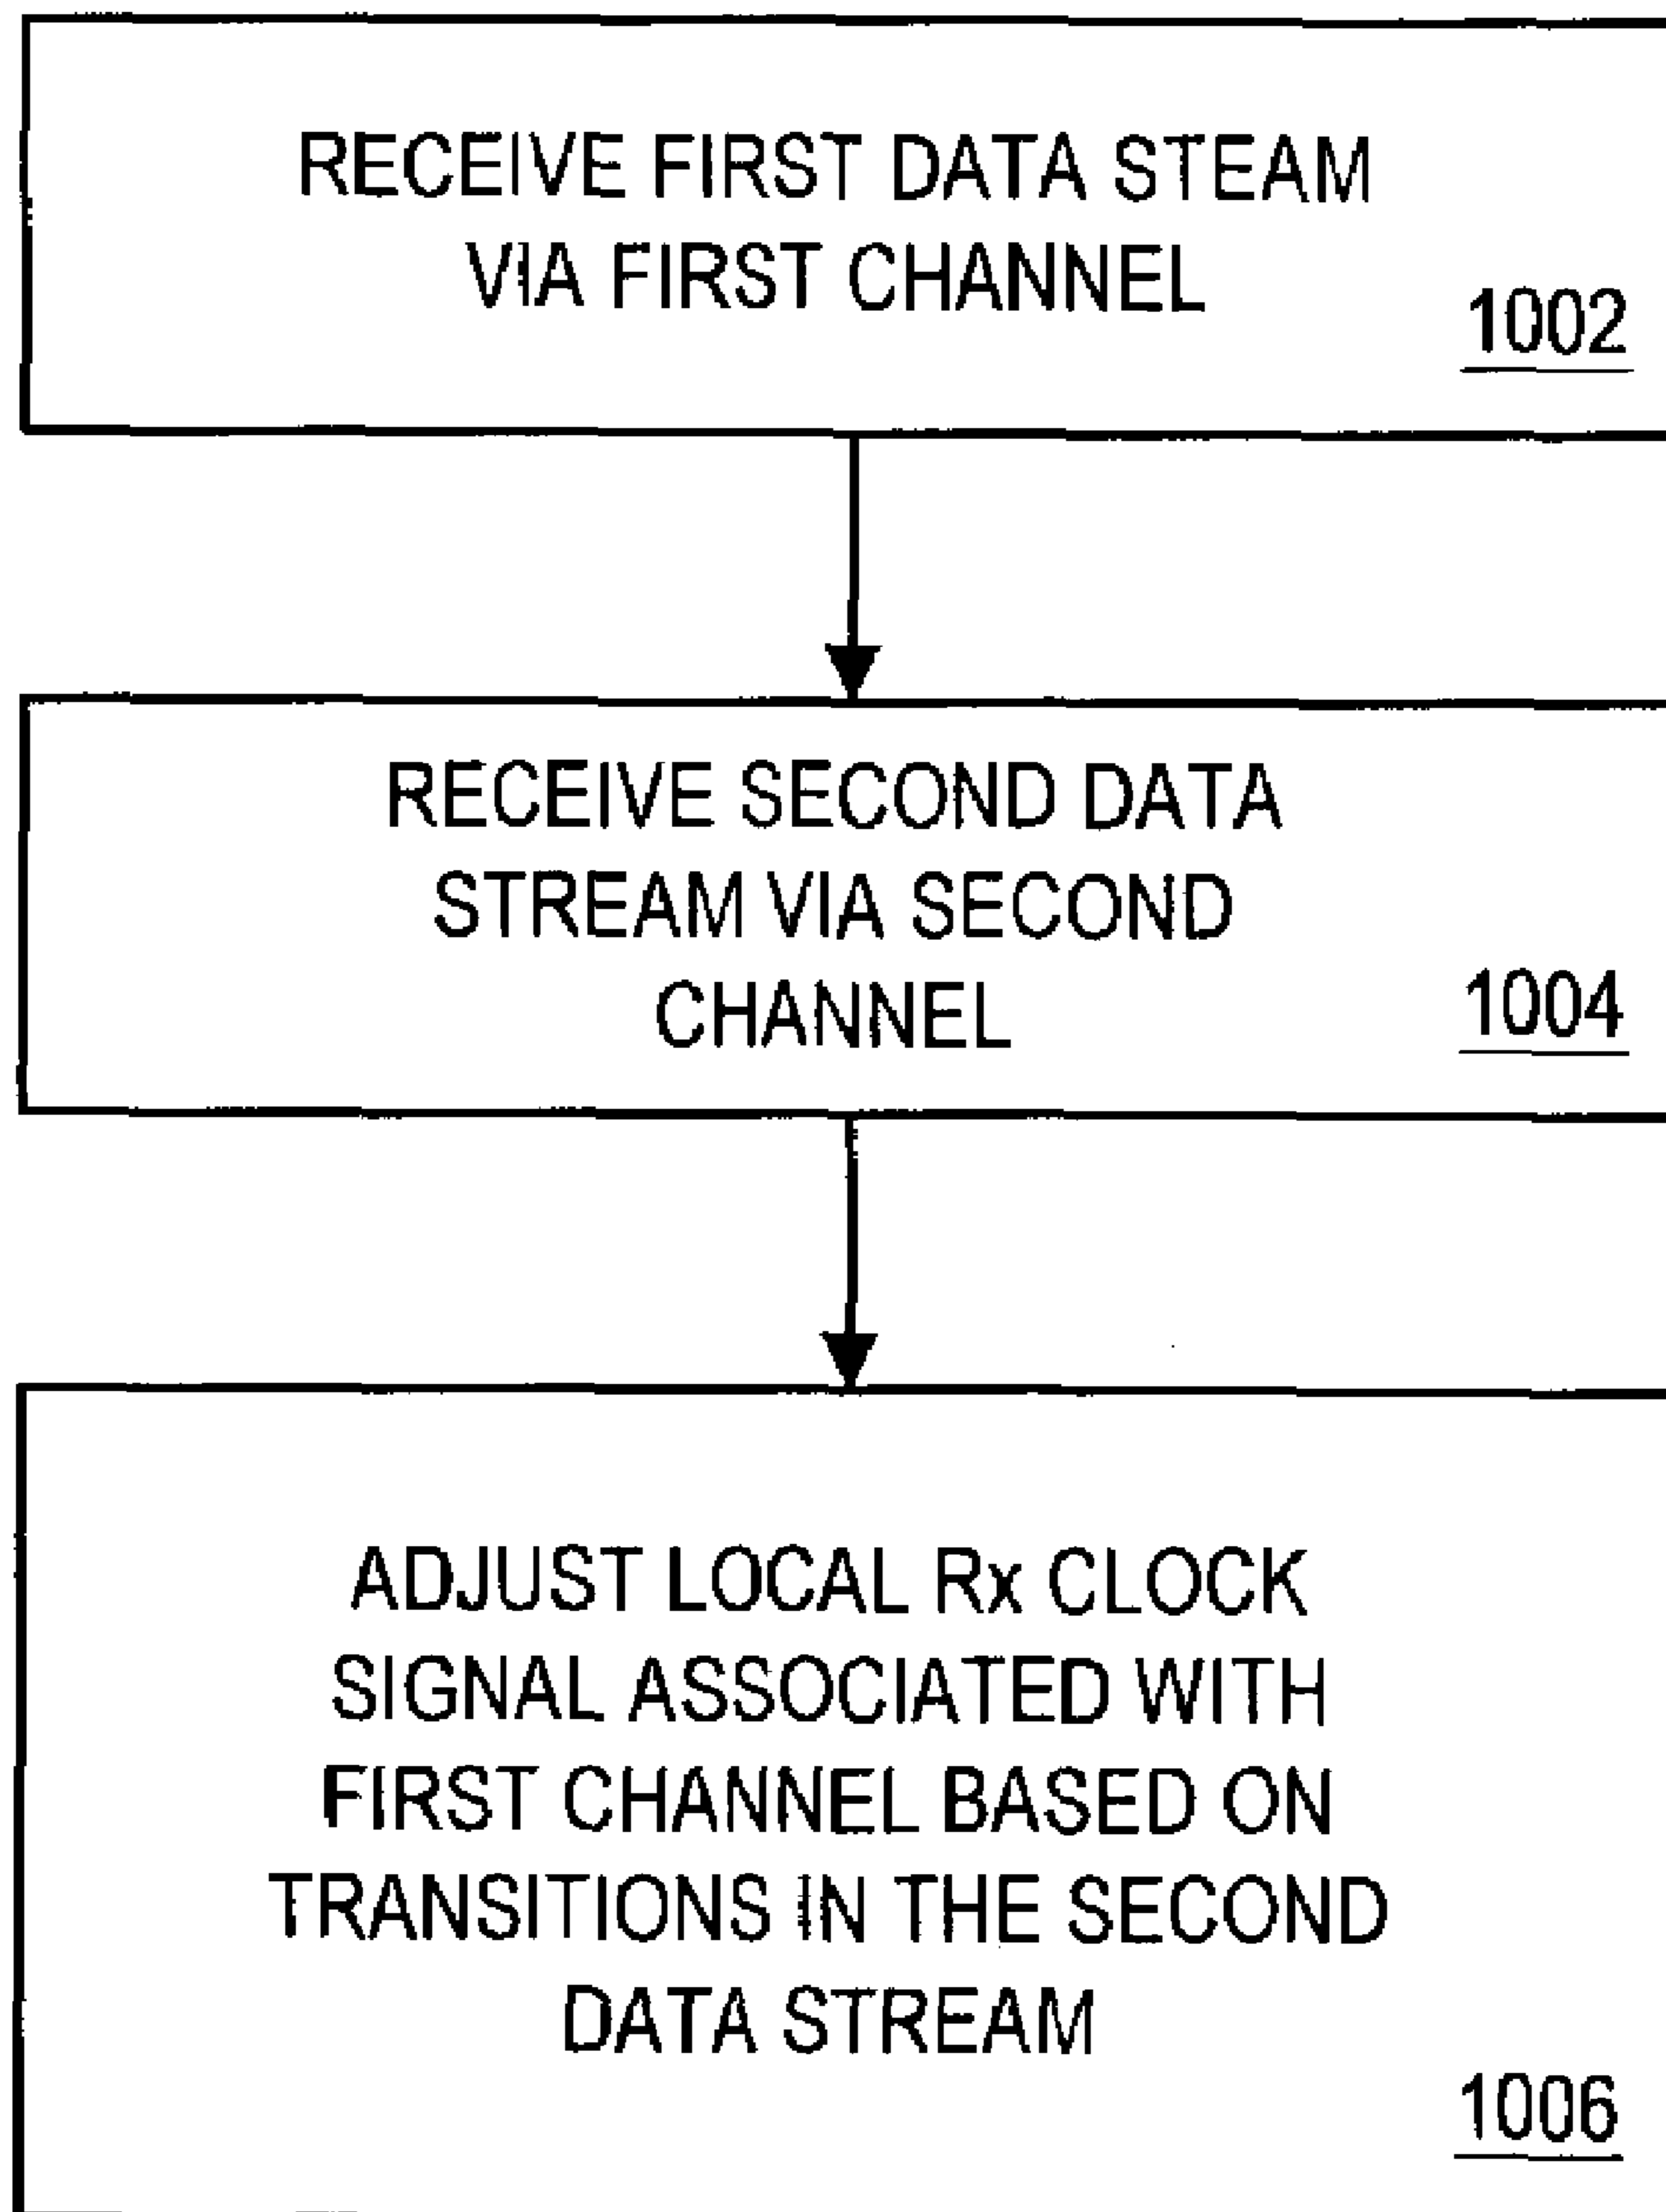 RECEIVE FIRST DATA STEAM
VIA FIRST CHANNEL
1002
RECEIVE SECOND DATA
STREAM VIA SECOND
CHANNEL
1004
ADJUST LOCAL Rx CLOCK
SIGNAL ASSOCIATED WITH
FIRST CHANNEL BASED ON
TRANSITIONS IN THE SECOND
DATA STREAM
1006